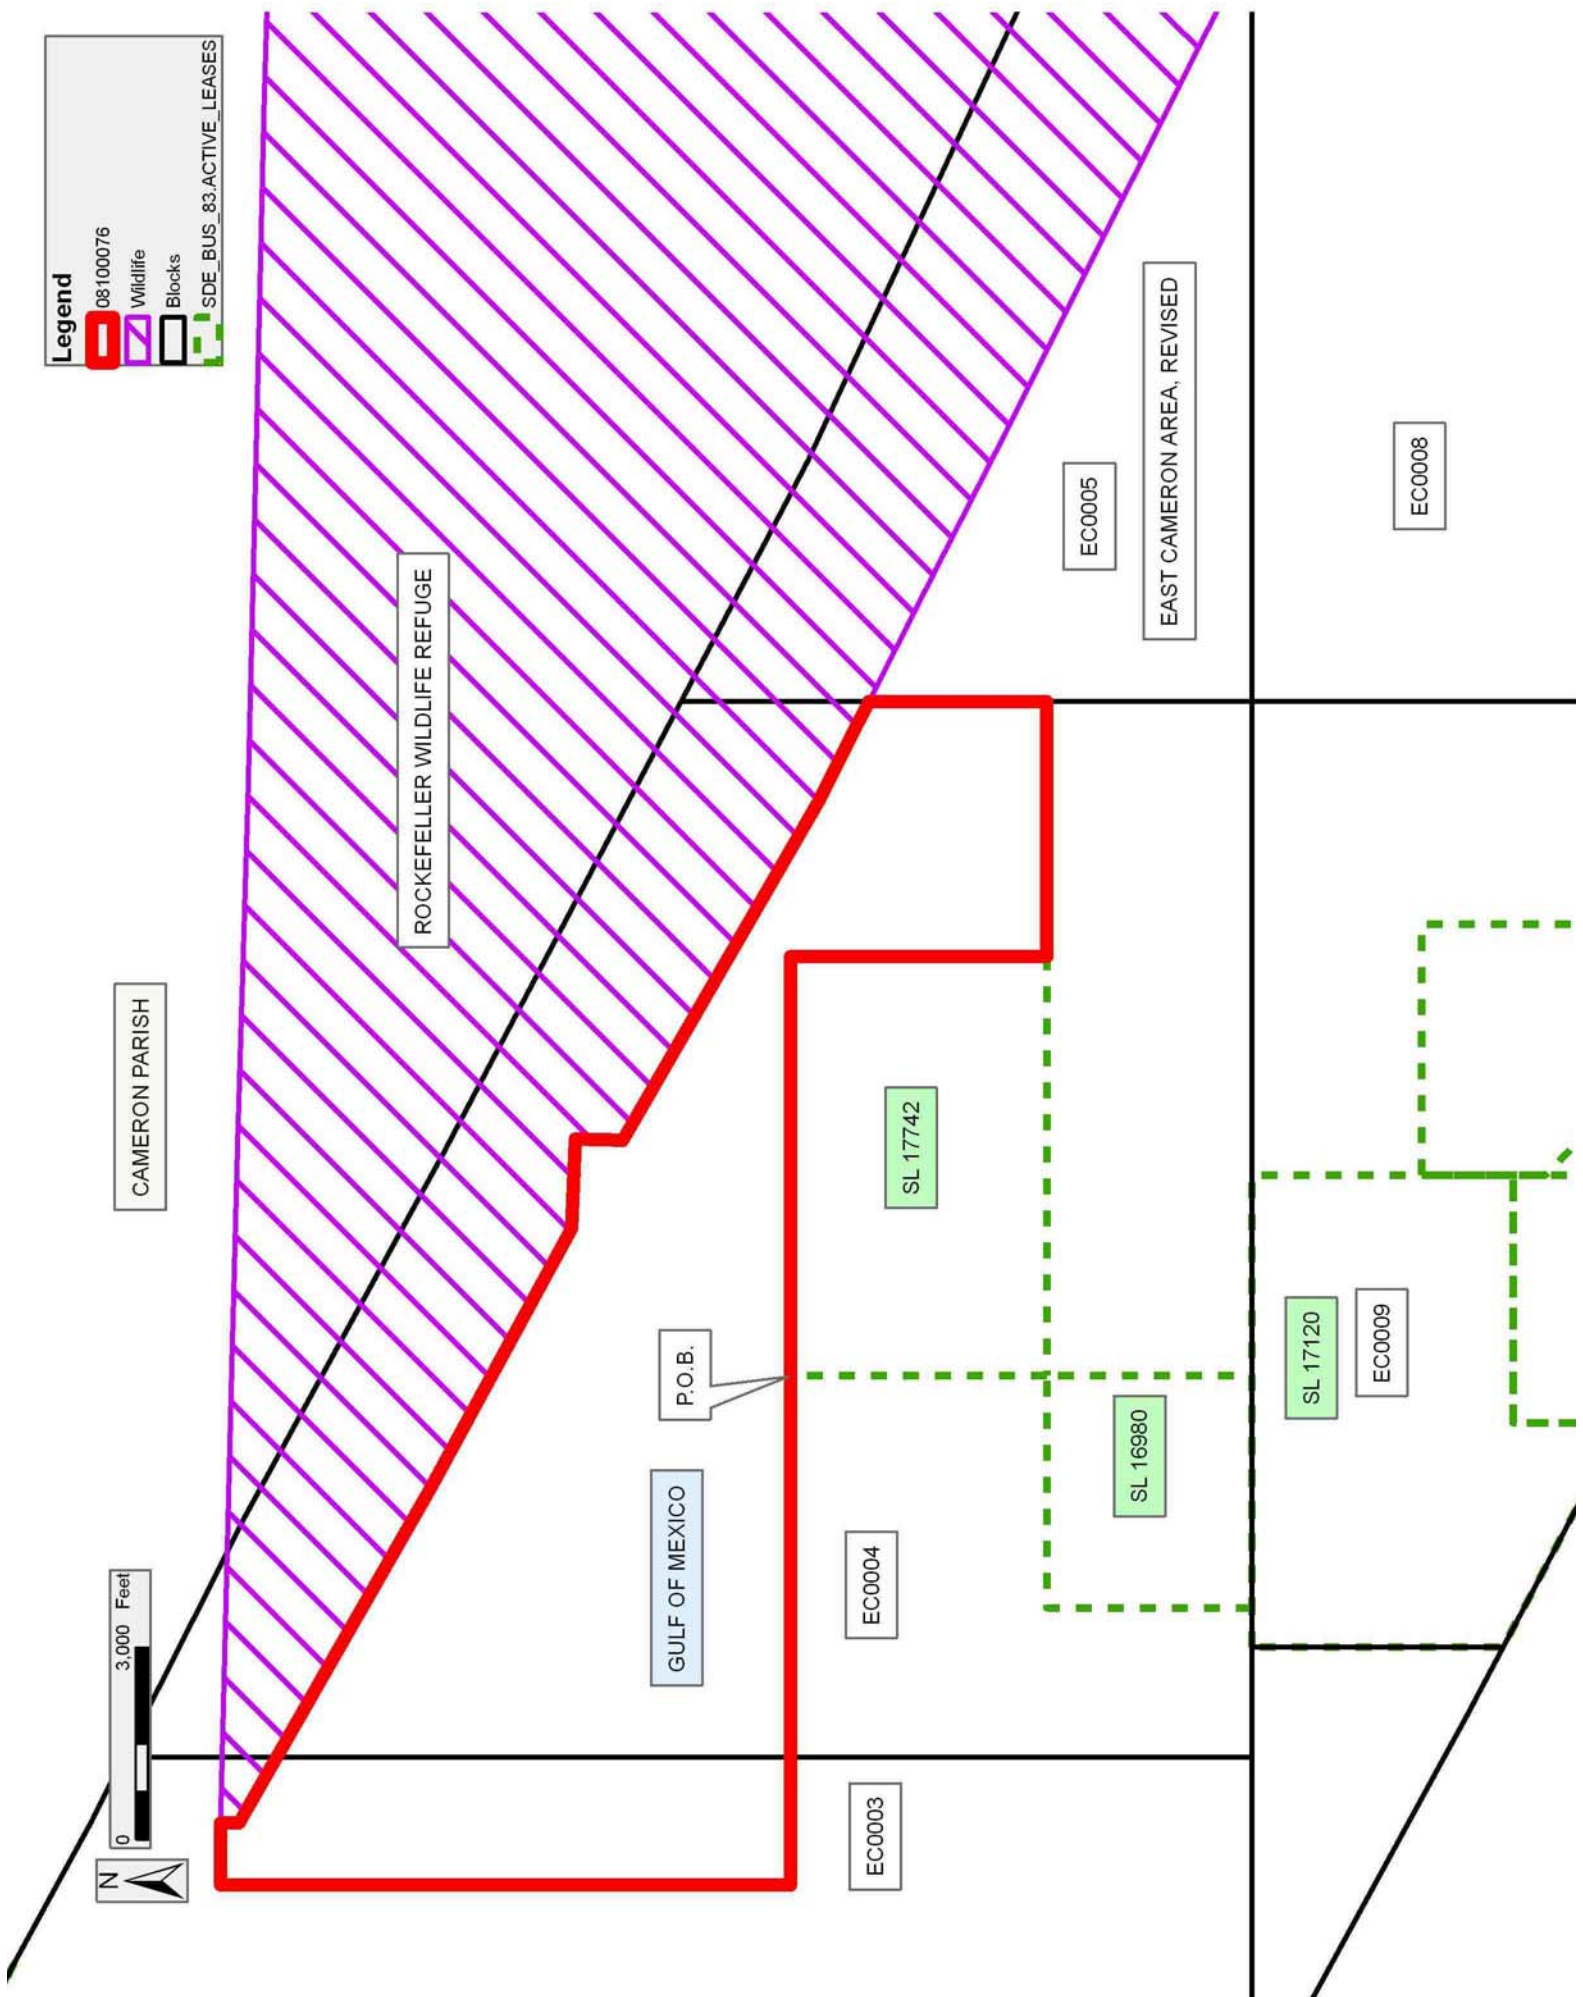 Legend
08100076
Wildlife
Blocks
SDE_BUS_83.ACTIVE_LEASES
0 3,000 Feet
N
CAMERON PARISH
ROCKEFELLER WILDLIFE REFUGE
P.O.B.
GULF OF MEXICO
SL 17742
EC0004
EC0003
EC0005
EAST CAMERON AREA, REVISED
SL 16980
SL 17120
EC0009
EC0008